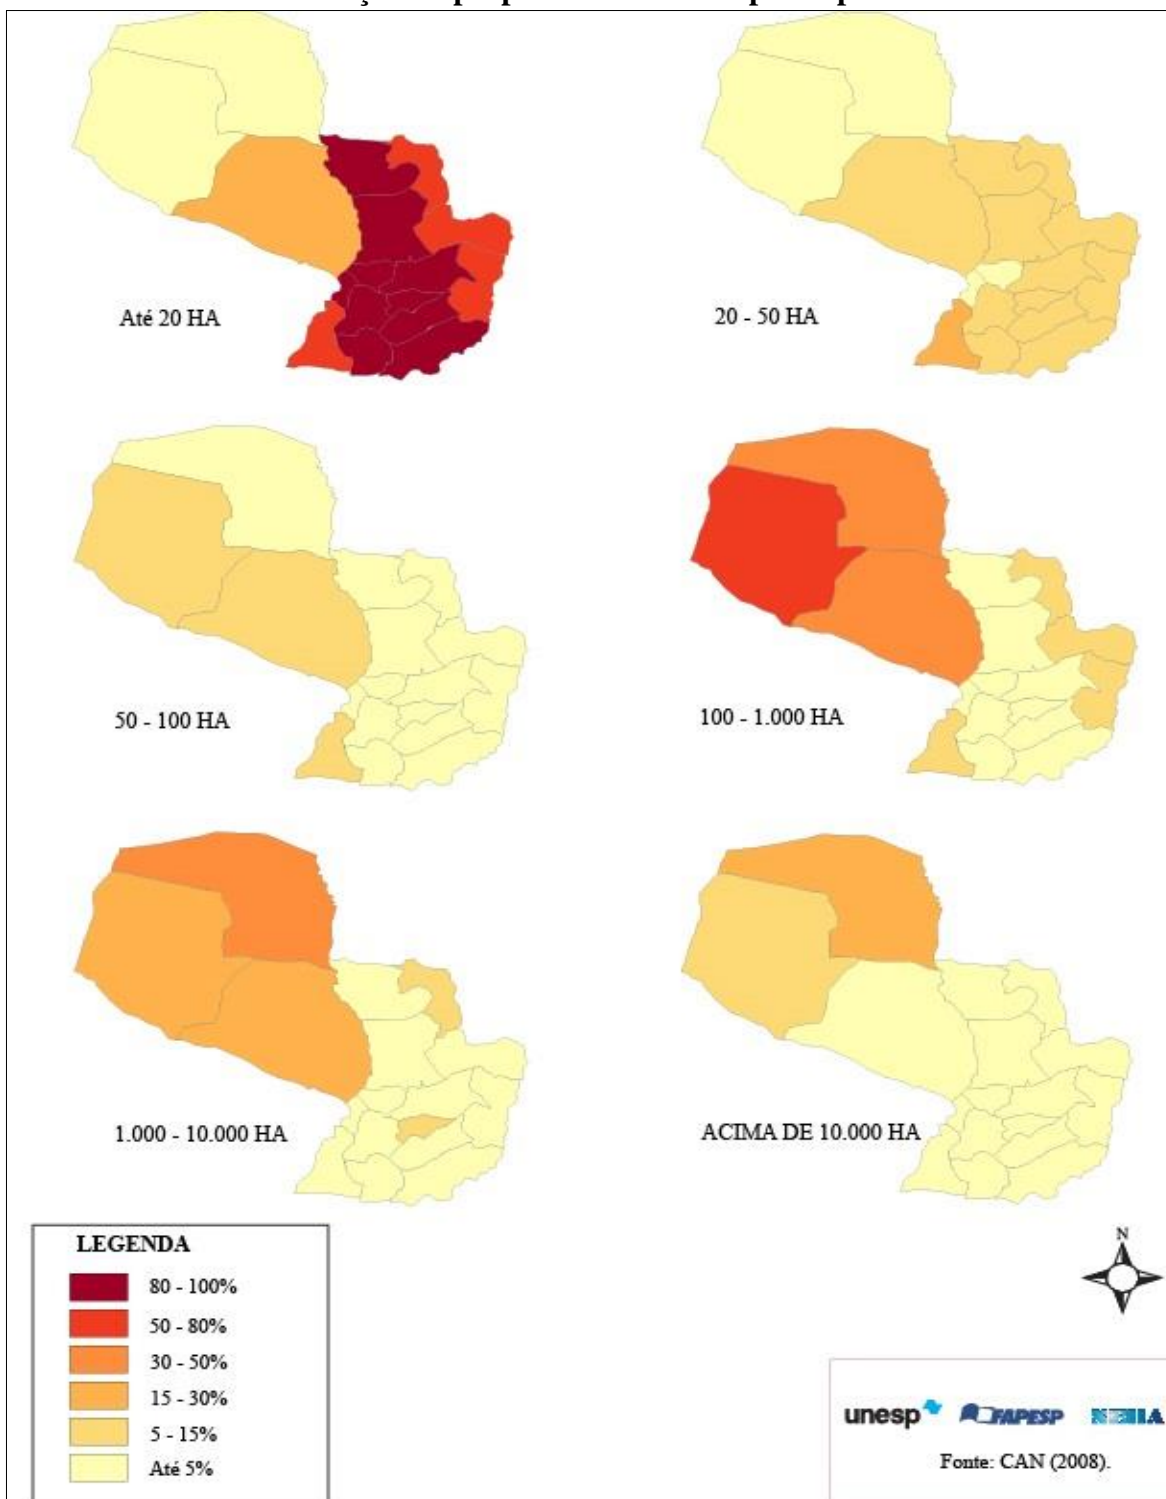 Até 20 HA
20 - 50 HA
50 - 100 HA
100 - 1.000 HA
1.000 - 10.000 HA
ACIMA DE 10.000 HA
LEGENDA
80 - 100%
50 - 80%
30 - 50%
15 - 30%
5 - 15%
Até 5%
N
unesp FAPESP
Fonte: CAN (2008).